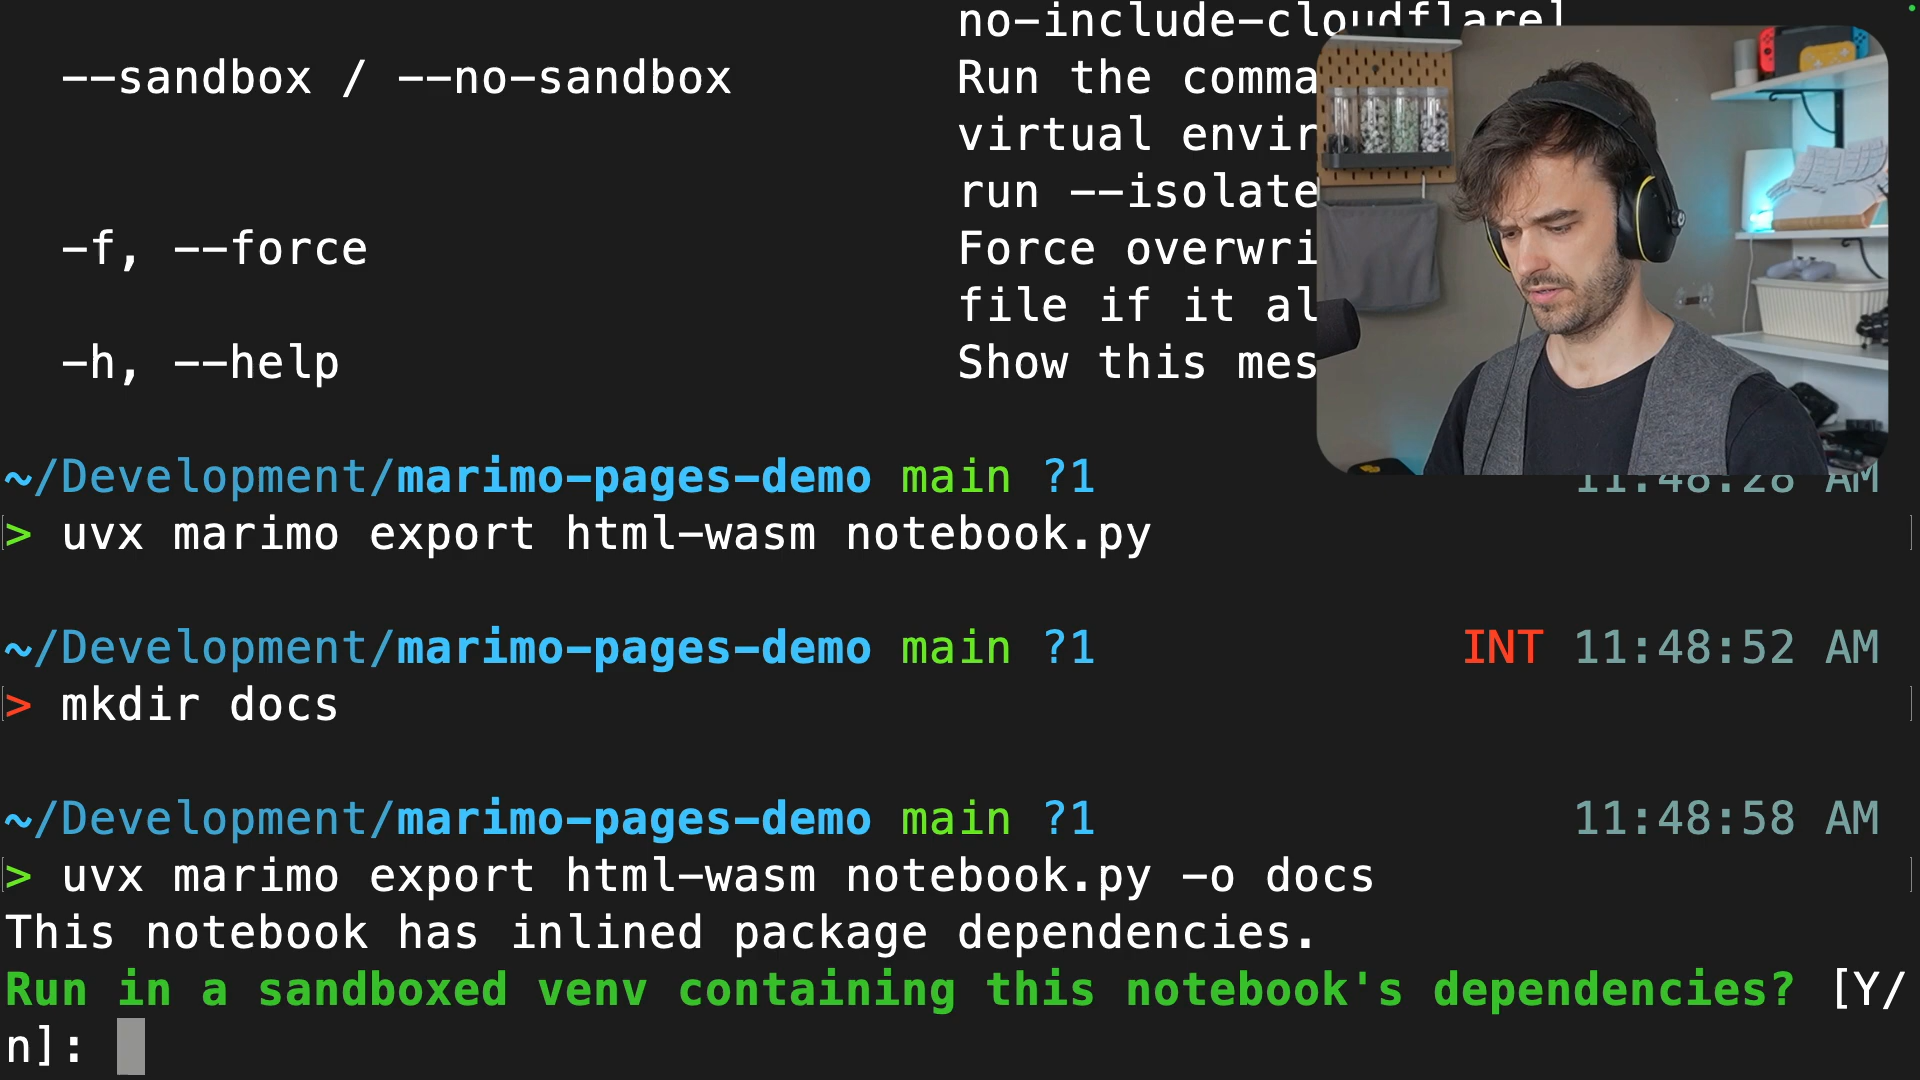 no-include-cloudflare]
--sandbox / --no-sandbox Run the comma
virtual envir
run --isolate
-f, --force Force overwri
file if it al
-h, --help Show this mes
~/Development/marimo-pages-demo main ?1 11:48:28 AM
> uvx marimo export html-wasm notebook.py
~/Development/marimo-pages-demo main ?1 INT 11:48:52 AM
> mkdir docs
~/Development/marimo-pages-demo main ?1 11:48:58 AM
> uvx marimo export html-wasm notebook.py -o docs
This notebook has inlined package dependencies.
Run in a sandboxed venv containing this notebook's dependencies? [Y/
n]: